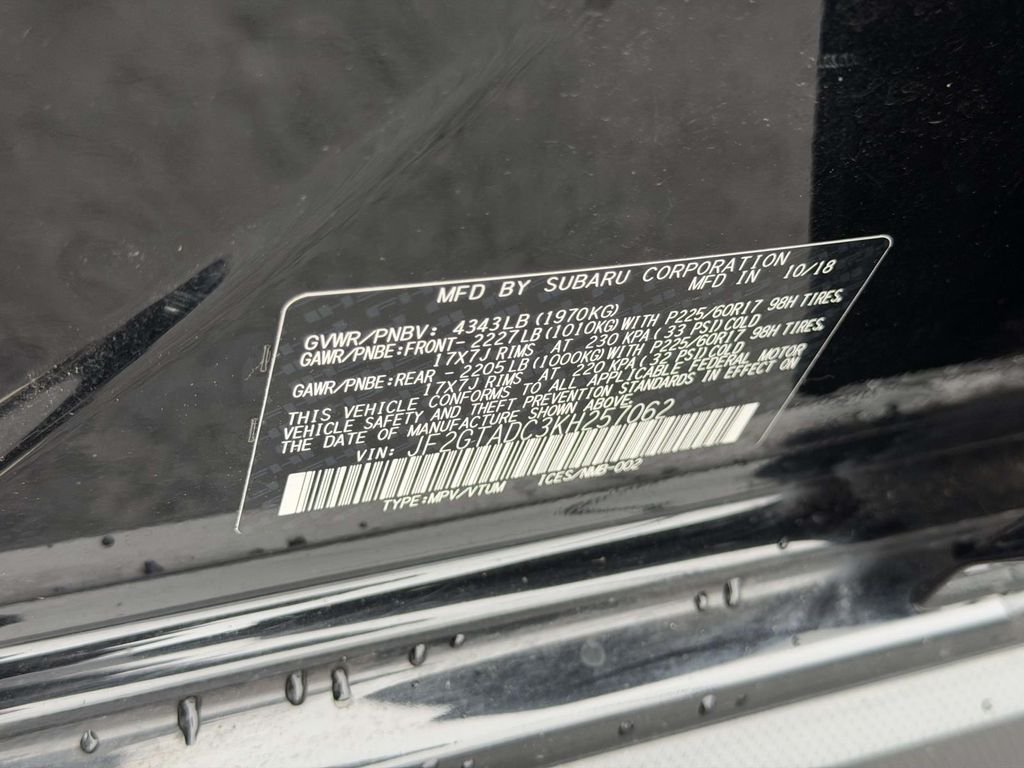 MFD BY SUBARU CORPORATION
MFD IN 10/18
GVWR/PNBV: 4343LB (1970KG)
GAWR/PNBE:FRONT- 2227LB (1010KG) WITH P225/60R17 98H TIRES,
17X7J RIMS AT 230 KPA (33 PSI) COLD
GAWR/PNBE:REAR - 2205LB (1000KG) WITH P225/60R17 98H TIRES,
17X7J RIMS AT 220 KPA (32 PSI) COLD
THIS VEHICLE CONFORMS TO ALL APPLICABLE FEDERAL MOTOR
VEHICLE SAFETY AND THEFT PREVENTION STANDARDS IN EFFECT ON
THE DATE OF MANUFACTURE SHOWN ABOVE.
VIN: JF2GTADC3KH257062
TYPE:MPV/VTUM ICES/NMB-002